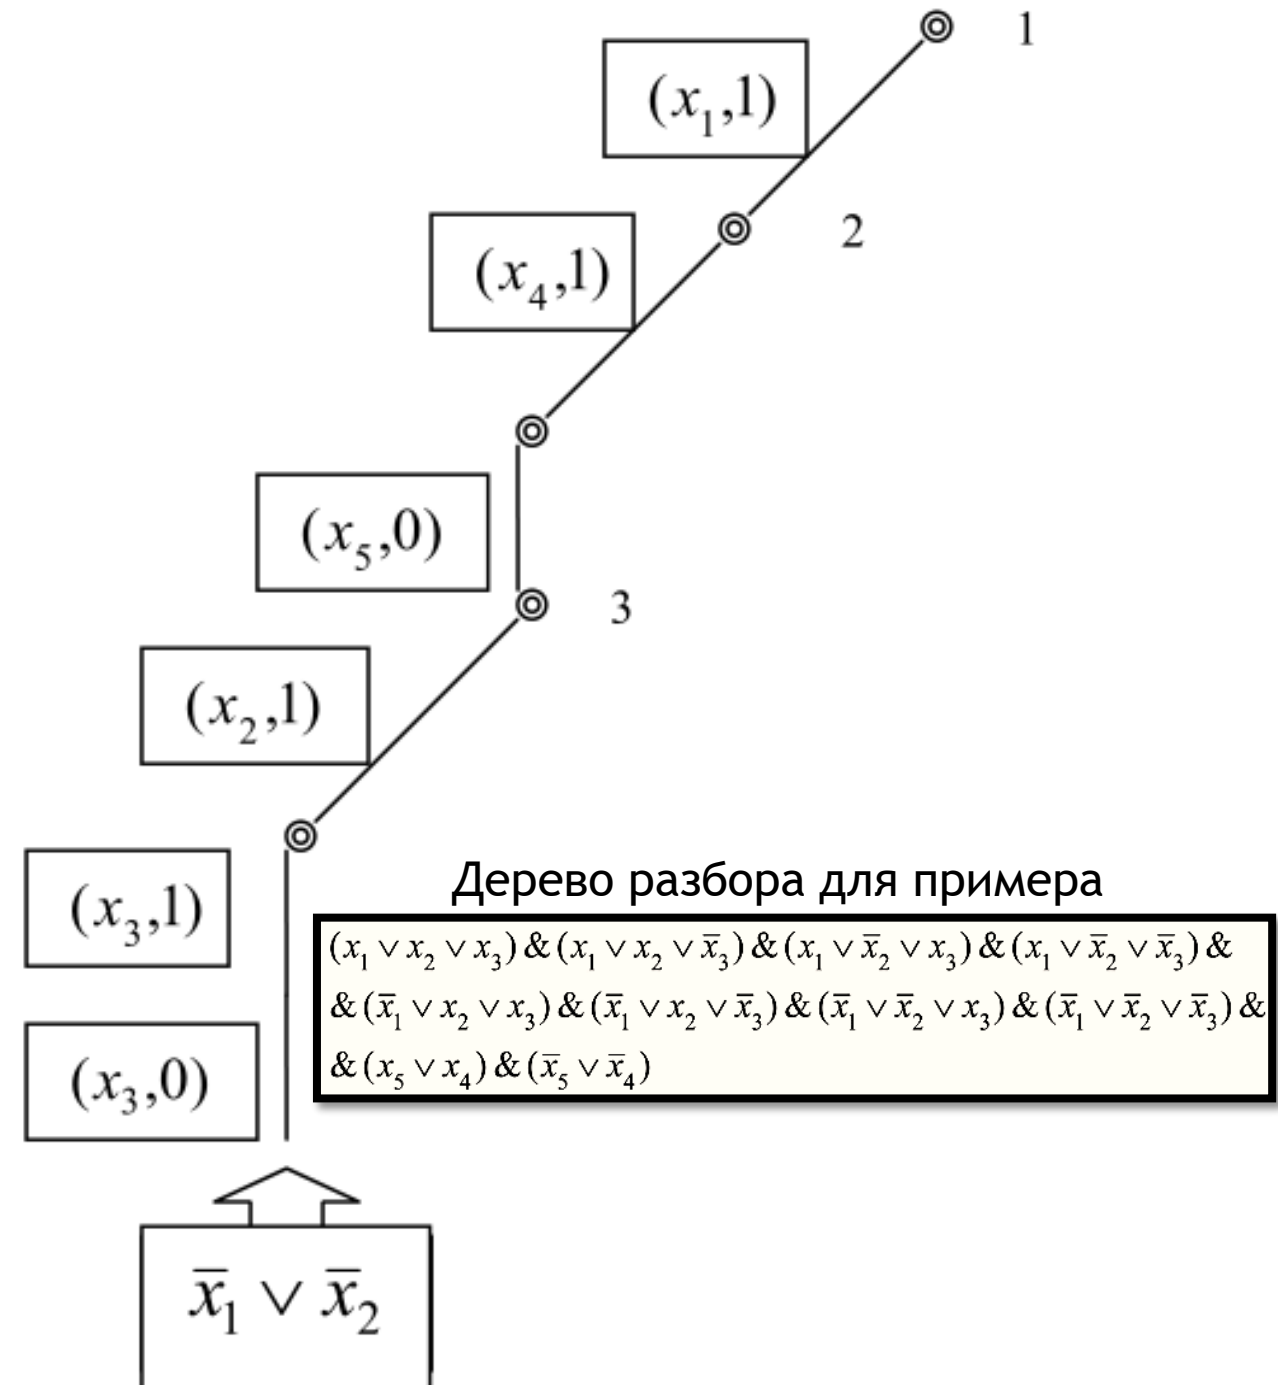 1
(x₁,1)
2
(x₄,1)
(x₅,0)
3
(x₂,1)
(x₃,1)
Дерево разбора для примера
(x₁ ∨ x₂ ∨ x₃) & (x₁ ∨ x₂ ∨ x̅₃) & (x₁ ∨ x̅₂ ∨ x₃) & (x₁ ∨ x̅₂ ∨ x̅₃) &
& (x̅₁ ∨ x₂ ∨ x₃) & (x̅₁ ∨ x₂ ∨ x̅₃) & (x̅₁ ∨ x̅₂ ∨ x₃) & (x̅₁ ∨ x̅₂ ∨ x̅₃) &
& (x₅ ∨ x₄) & (x̅₅ ∨ x̅₄)
(x₃,0)
x̅₁ ∨ x̅₂